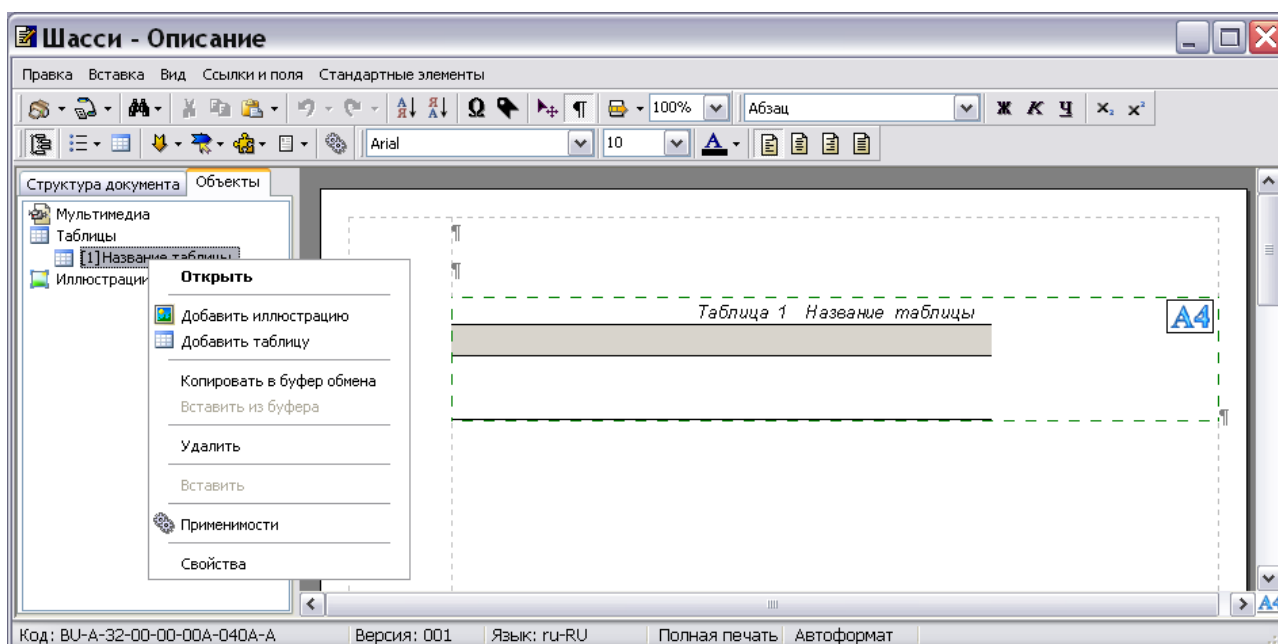 Шасси - Описание
Правка Вставка Вид Ссылки и поля Стандартные элементы
100% Абзац Ж К Ч x₂ x²
Arial 10 A
Структура документа Объекты
Мультимедиа
Таблицы
[1]Название таблицы
Иллюстрации
Открыть
Добавить иллюстрацию
Добавить таблицу
Копировать в буфер обмена
Вставить из буфера
Удалить
Вставить
Применимости
Свойства
¶
¶
Таблица 1 Название таблицы
A4
¶
A4
Код: BU-A-32-00-00-00A-040A-A Версия: 001 Язык: ru-RU Полная печать Автоформат